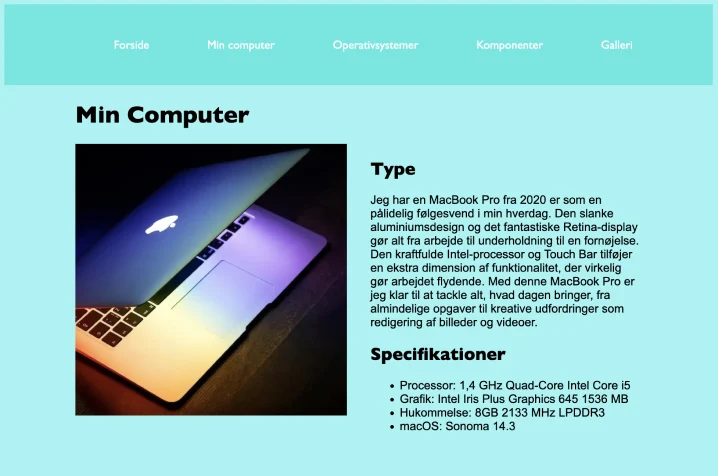 Forside Min computer Operativsystemer Komponenter Galleri
Min Computer
Type
Jeg har en MacBook Pro fra 2020 er som en
pålidelig følgesvend i min hverdag. Den slanke
aluminiumsdesign og det fantastiske Retina-display
gør alt fra arbejde til underholdning til en fornøjelse.
Den kraftfulde Intel-processor og Touch Bar tilføjer
en ekstra dimension af funktionalitet, der virkelig
gør arbejdet flydende. Med denne MacBook Pro er
jeg klar til at tackle alt, hvad dagen bringer, fra
almindelige opgaver til kreative udfordringer som
redigering af billeder og videoer.
Specifikationer
• Processor: 1,4 GHz Quad-Core Intel Core i5
• Grafik: Intel Iris Plus Graphics 645 1536 MB
• Hukommelse: 8GB 2133 MHz LPDDR3
• macOS: Sonoma 14.3